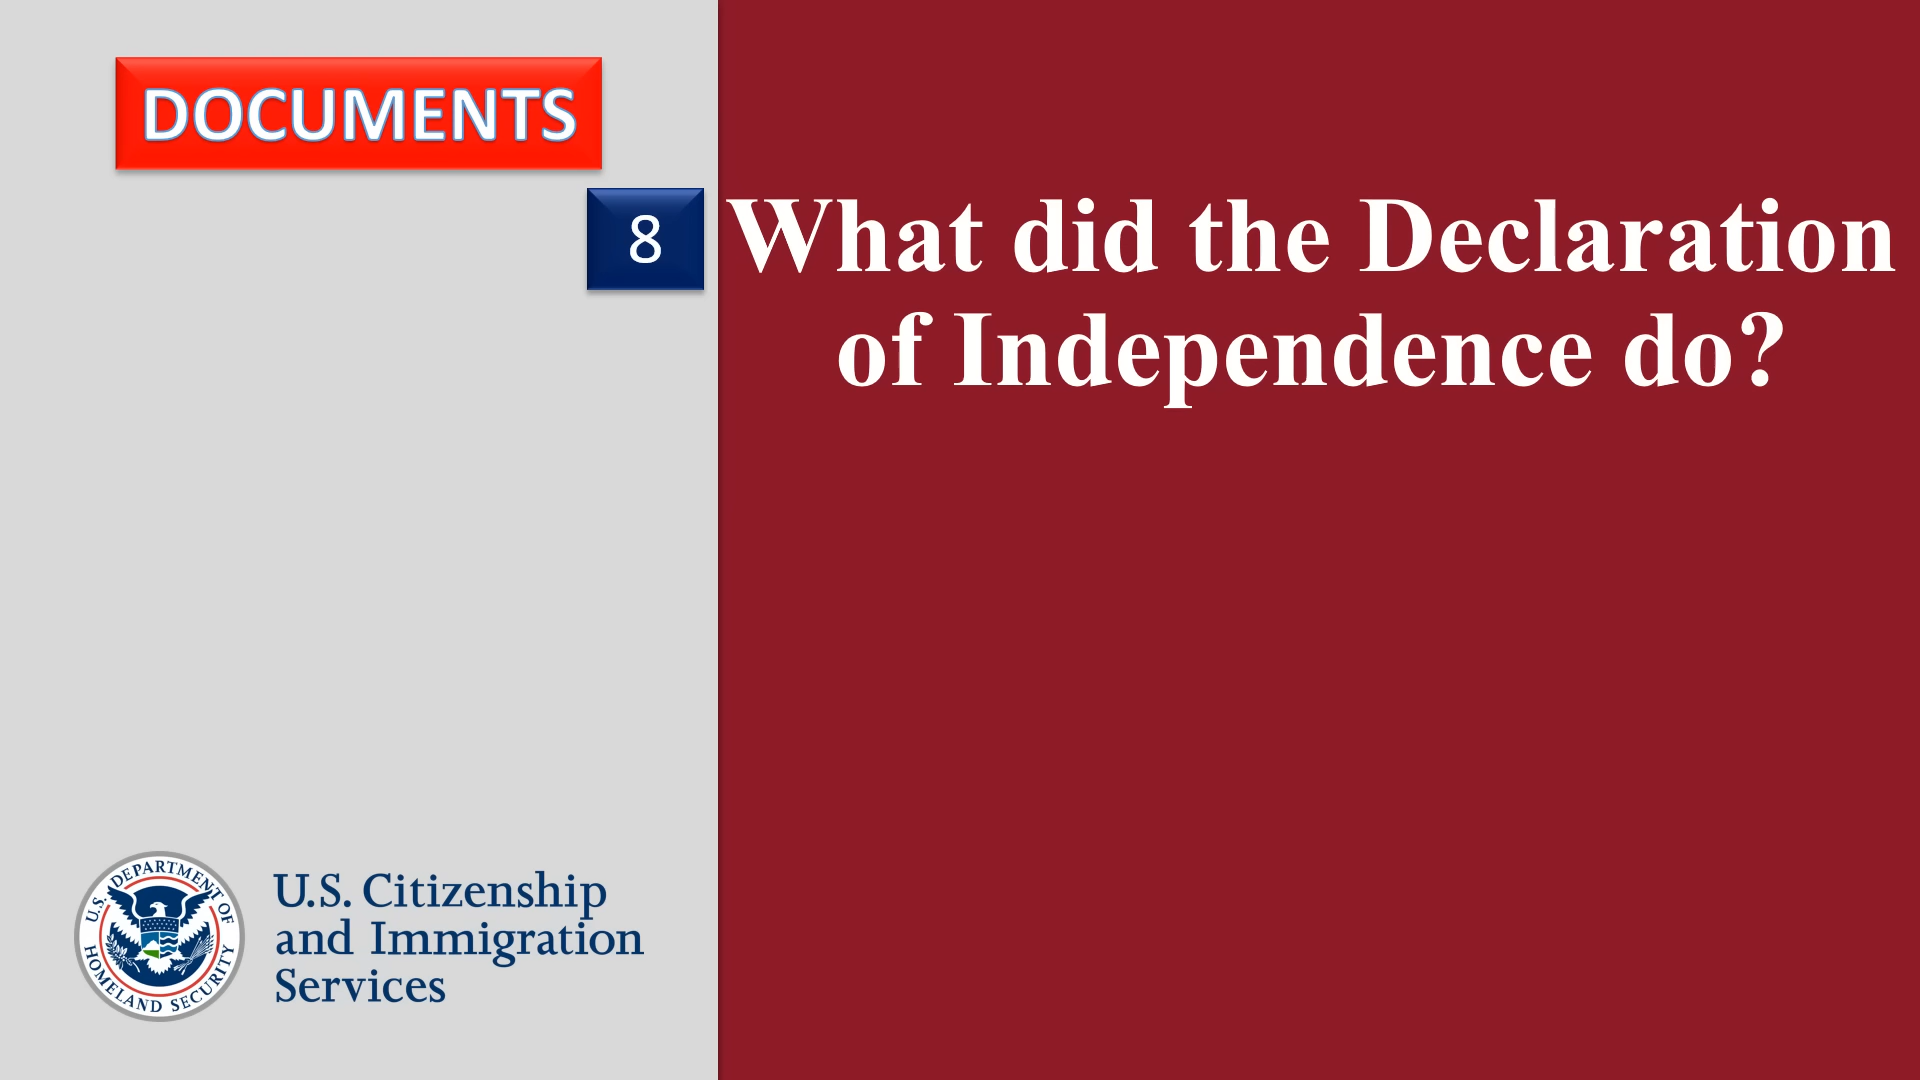 DOCUMENTS
8
What did the Declaration
of Independence do?
U.S. DEPARTMENT OF
HOMELAND SECURITY
U.S. Citizenship
and Immigration
Services